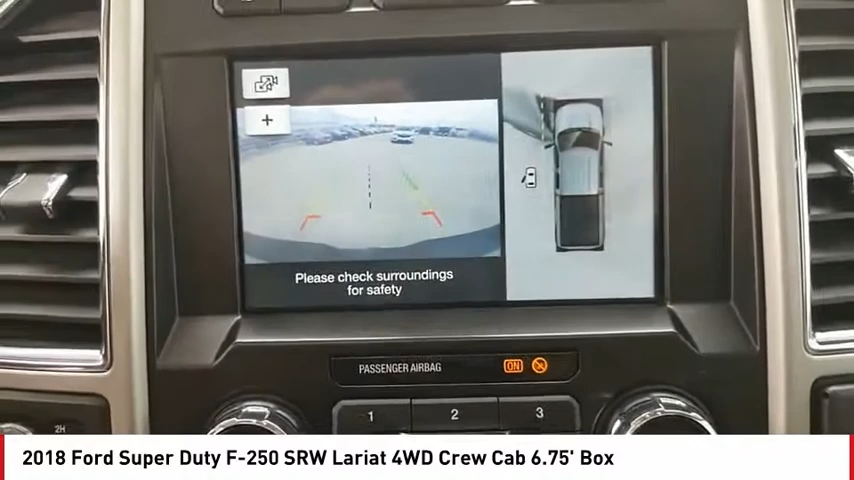 +
Please check surroundings
for safety
PASSENGER AIRBAG ON
1 2 3
2H
2018 Ford Super Duty F-250 SRW Lariat 4WD Crew Cab 6.75' Box